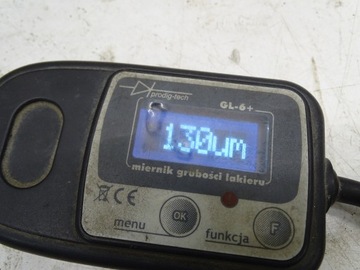 prodig-tech
GL-6+
130um
miernik grubości lakieru
CE
OK
F
menu
funkcja